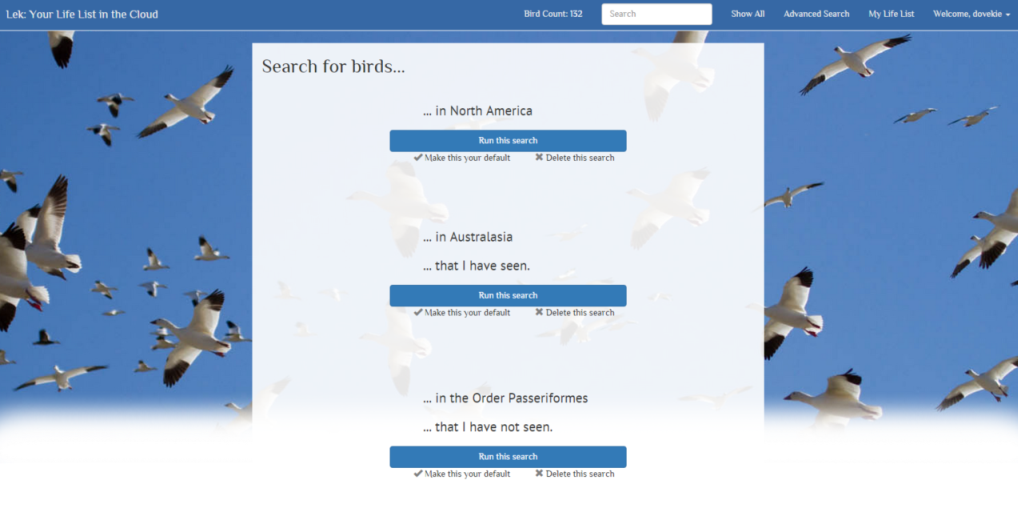 Lek: Your Life List in the Cloud Bird Count: 132 Search Show All Advanced Search My Life List Welcome, dovekie
Search for birds...
... in North America
Run this search
Make this your default Delete this search
... in Australasia
... that I have seen.
Run this search
Make this your default Delete this search
... in the Order Passeriformes
... that I have not seen.
Run this search
Make this your default Delete this search